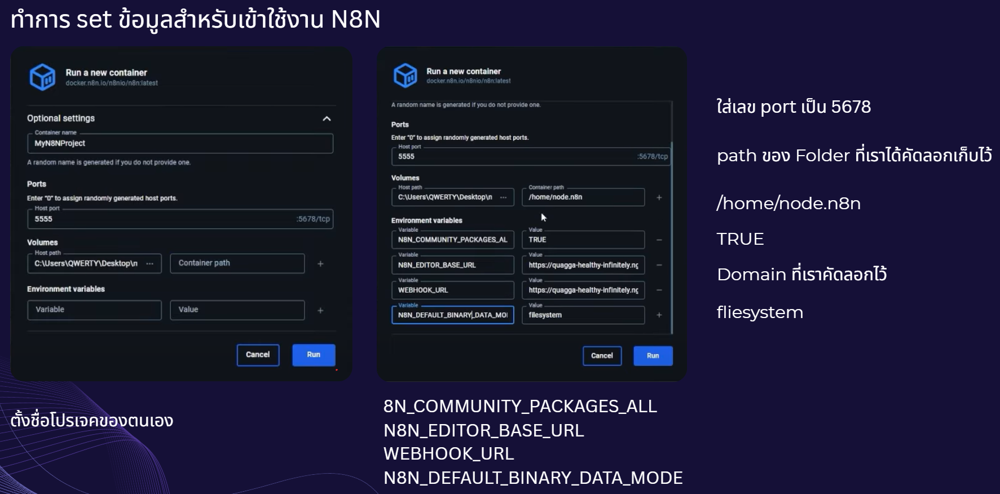 ทำการ set ข้อมูลสำหรับเข้าใช้งาน N8N
Run a new container
docker.n8n.io/n8nio/n8n:latest
Optional settings
Container name
MyN8NProject
A random name is generated if you do not provide one.
Ports
Enter "0" to assign randomly generated host ports.
Host port
5555 :5678/tcp
Volumes
Host path
C:\Users\QWERTY\Desktop\n ... Container path +
Environment variables
Variable Value +
Cancel Run
ตั้งชื่อโปรเจคของตนเอง
Run a new container
docker.n8n.io/n8nio/n8n:latest
A random name is generated if you do not provide one.
Ports
Enter "0" to assign randomly generated host ports.
Host port
5555 :5678/tcp
Volumes
Host path Container path
C:\Users\QWERTY\Desktop\n ... /home/node.n8n +
Environment variables
Variable Value
N8N_COMMUNITY_PACKAGES_AL TRUE −
Variable Value
N8N_EDITOR_BASE_URL https://quagga-healthy-infinitely.ng −
Variable Value
WEBHOOK_URL https://quagga-healthy-infinitely.ng −
Variable Value
N8N_DEFAULT_BINARY_DATA_MO filesystem +
Cancel Run
8N_COMMUNITY_PACKAGES_ALL
N8N_EDITOR_BASE_URL
WEBHOOK_URL
N8N_DEFAULT_BINARY_DATA_MODE
ใส่เลข port เป็น 5678
path ของ Folder ที่เราได้คัดลอกเก็บไว้
/home/node.n8n
TRUE
Domain ที่เราคัดลอกไว้
fliesystem